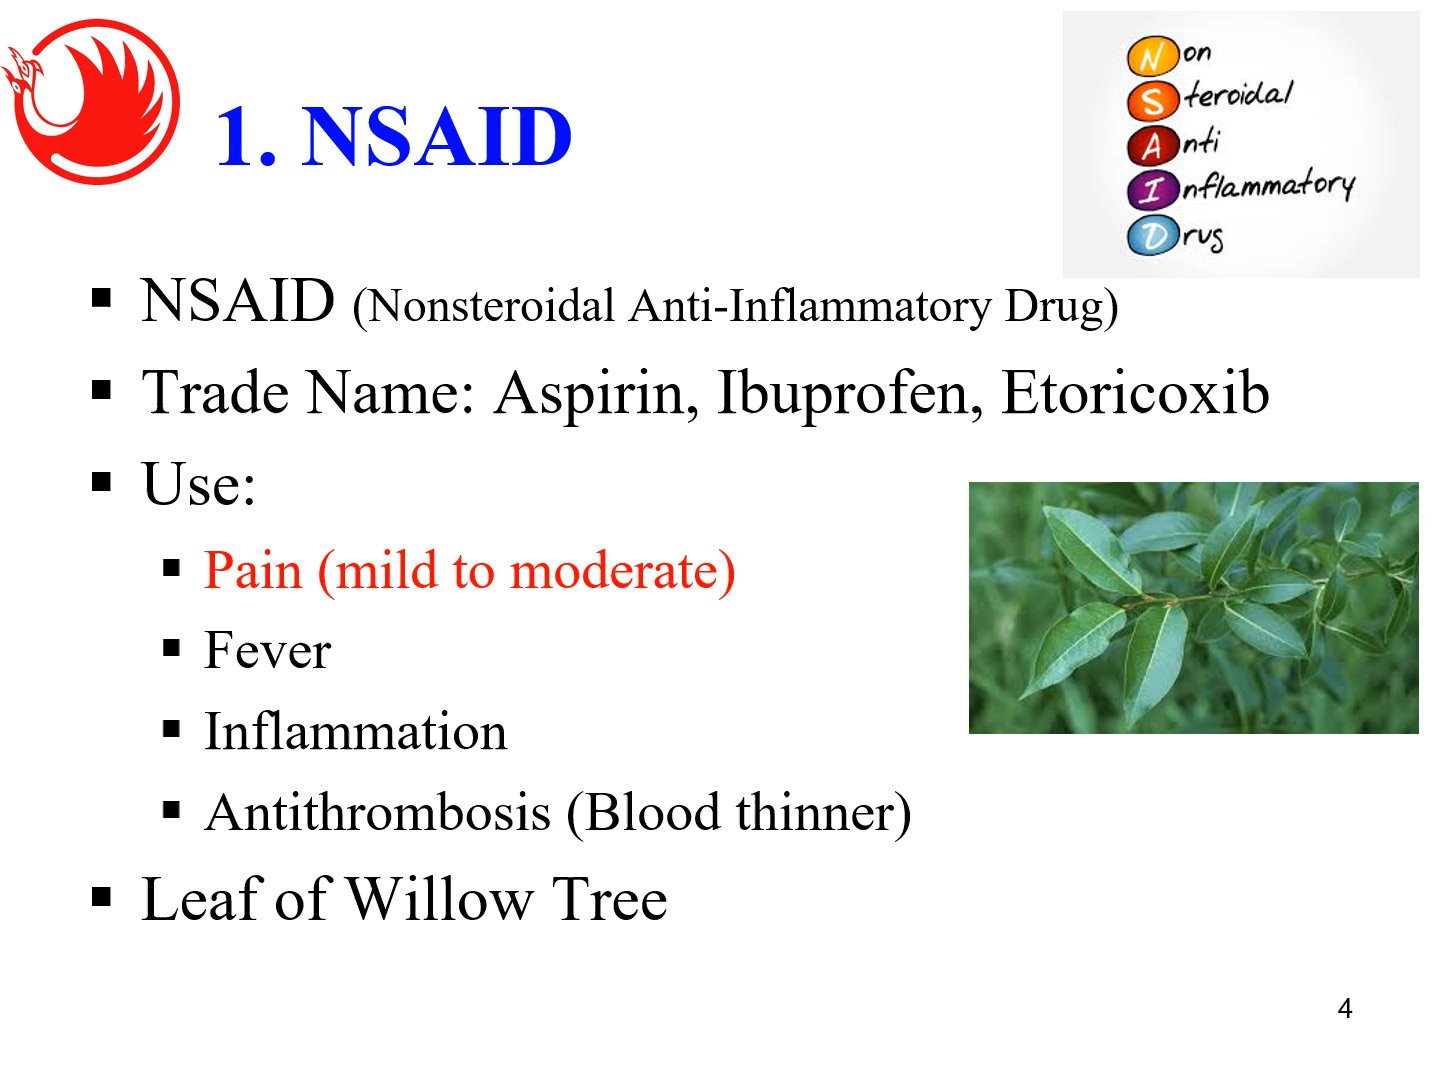 1. NSAID
Non
Steroidal
Anti
Inflammatory
Drug
▪ NSAID (Nonsteroidal Anti-Inflammatory Drug)
▪ Trade Name: Aspirin, Ibuprofen, Etoricoxib
▪ Use:
▪ Pain (mild to moderate)
▪ Fever
▪ Inflammation
▪ Antithrombosis (Blood thinner)
▪ Leaf of Willow Tree
4